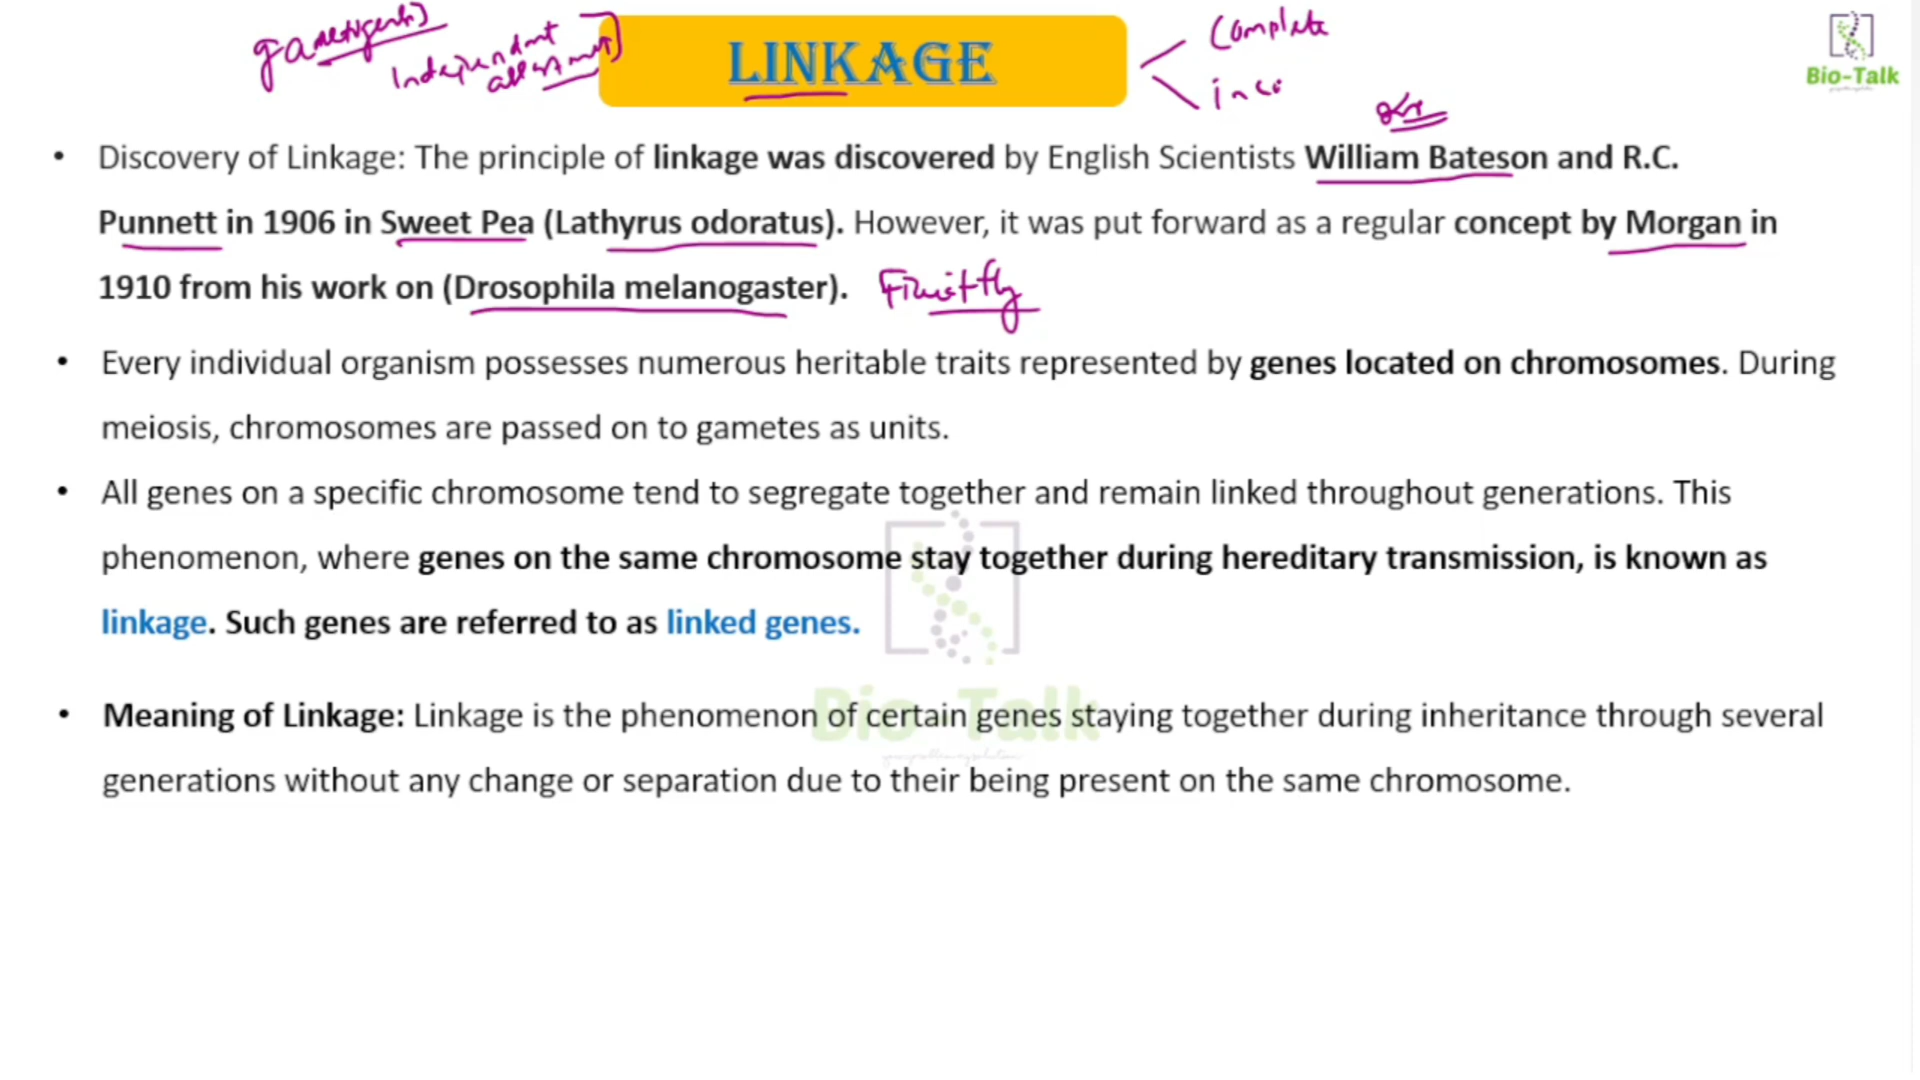 Independent
LINKAGE
Complete
inco
Bio-Talk
• Discovery of Linkage: The principle of linkage was discovered by English Scientists William Bateson and R.C.
Punnett in 1906 in Sweet Pea (Lathyrus odoratus). However, it was put forward as a regular concept by Morgan in
1910 from his work on (Drosophila melanogaster). Fruitfly
• Every individual organism possesses numerous heritable traits represented by genes located on chromosomes. During
meiosis, chromosomes are passed on to gametes as units.
• All genes on a specific chromosome tend to segregate together and remain linked throughout generations. This
phenomenon, where genes on the same chromosome stay together during hereditary transmission, is known as
linkage. Such genes are referred to as linked genes.
• Meaning of Linkage: Linkage is the phenomenon of certain genes staying together during inheritance through several
generations without any change or separation due to their being present on the same chromosome.
Bio-Talk